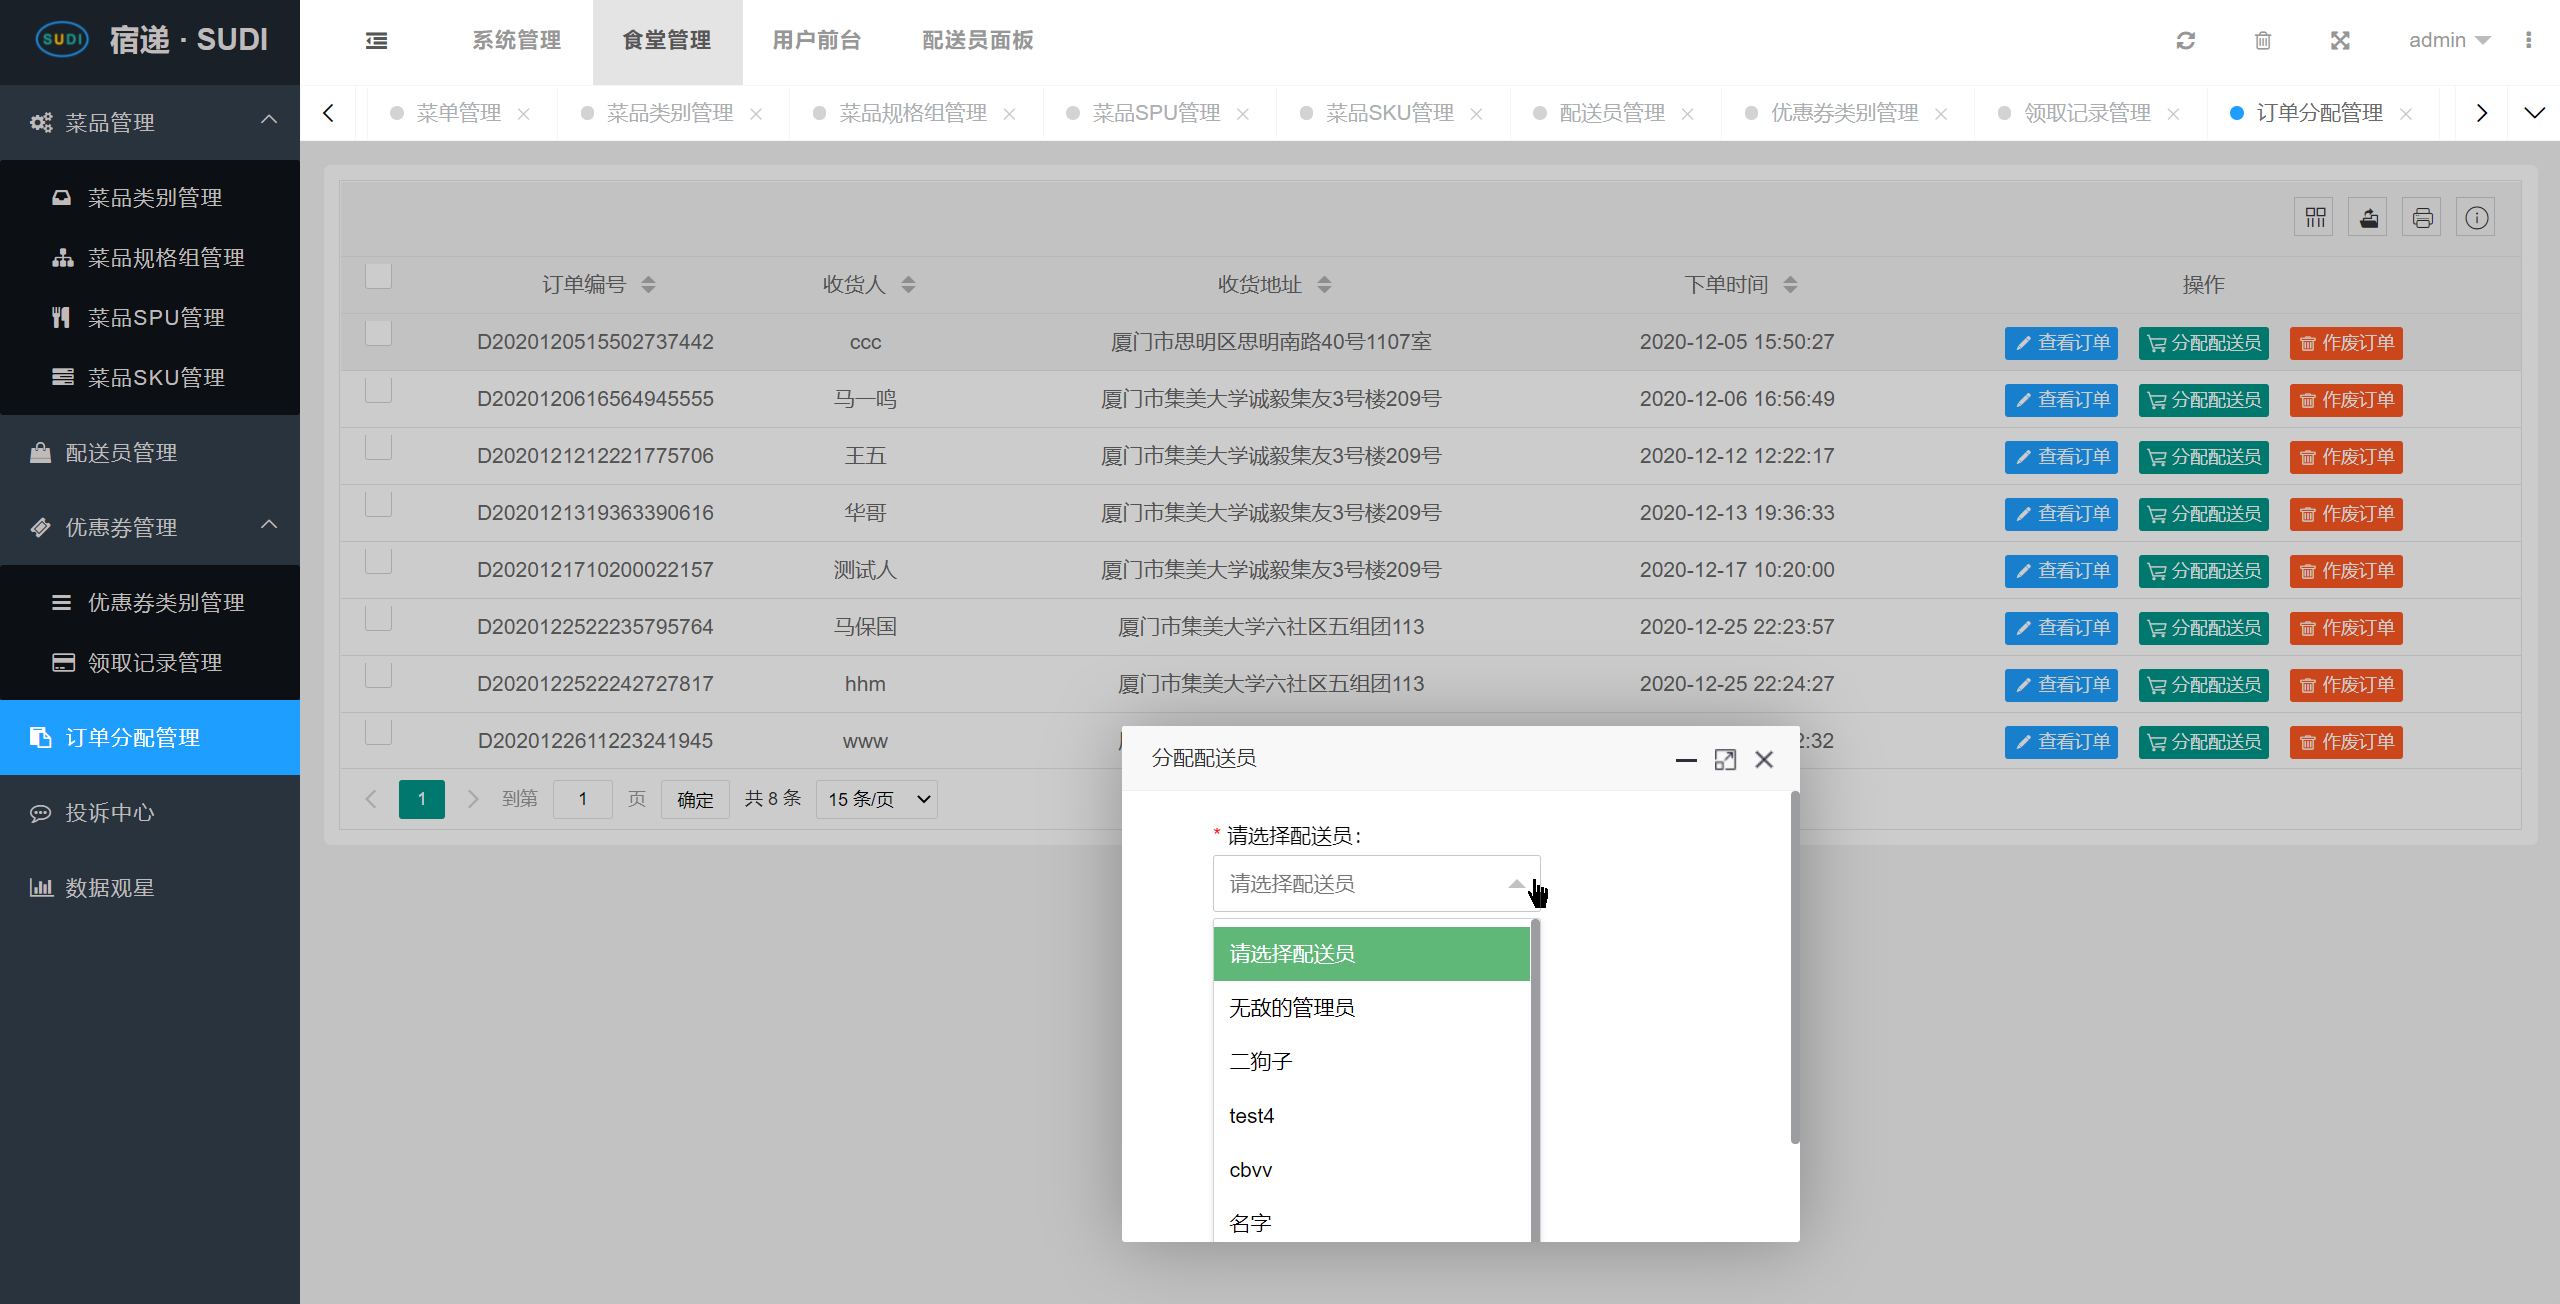 SUDI 宿递 · SUDI
系统管理 食堂管理 用户前台 配送员面板 admin
菜单管理 菜品类别管理 菜品规格组管理 菜品SPU管理 菜品SKU管理 配送员管理 优惠券类别管理 领取记录管理 订单分配管理
菜品管理
菜品类别管理
菜品规格组管理
菜品SPU管理
菜品SKU管理
配送员管理
优惠券管理
优惠券类别管理
领取记录管理
订单分配管理
投诉中心
数据观星
订单编号 收货人 收货地址 下单时间 操作
D2020120515502737442 ccc 厦门市思明区思明南路40号1107室 2020-12-05 15:50:27 查看订单 分配配送员 作废订单
D2020120616564945555 马一鸣 厦门市集美大学诚毅集友3号楼209号 2020-12-06 16:56:49 查看订单 分配配送员 作废订单
D2020121212221775706 王五 厦门市集美大学诚毅集友3号楼209号 2020-12-12 12:22:17 查看订单 分配配送员 作废订单
D2020121319363390616 华哥 厦门市集美大学诚毅集友3号楼209号 2020-12-13 19:36:33 查看订单 分配配送员 作废订单
D2020121710200022157 测试人 厦门市集美大学诚毅集友3号楼209号 2020-12-17 10:20:00 查看订单 分配配送员 作废订单
D2020122522235795764 马保国 厦门市集美大学六社区五组团113 2020-12-25 22:23:57 查看订单 分配配送员 作废订单
D2020122522242727817 hhm 厦门市集美大学六社区五组团113 2020-12-25 22:24:27 查看订单 分配配送员 作废订单
D2020122611223241945 www :32 查看订单 分配配送员 作废订单
1 到第 1 页 确定 共 8 条 15 条/页
分配配送员
* 请选择配送员:
请选择配送员
请选择配送员
无敌的管理员
二狗子
test4
cbvv
名字